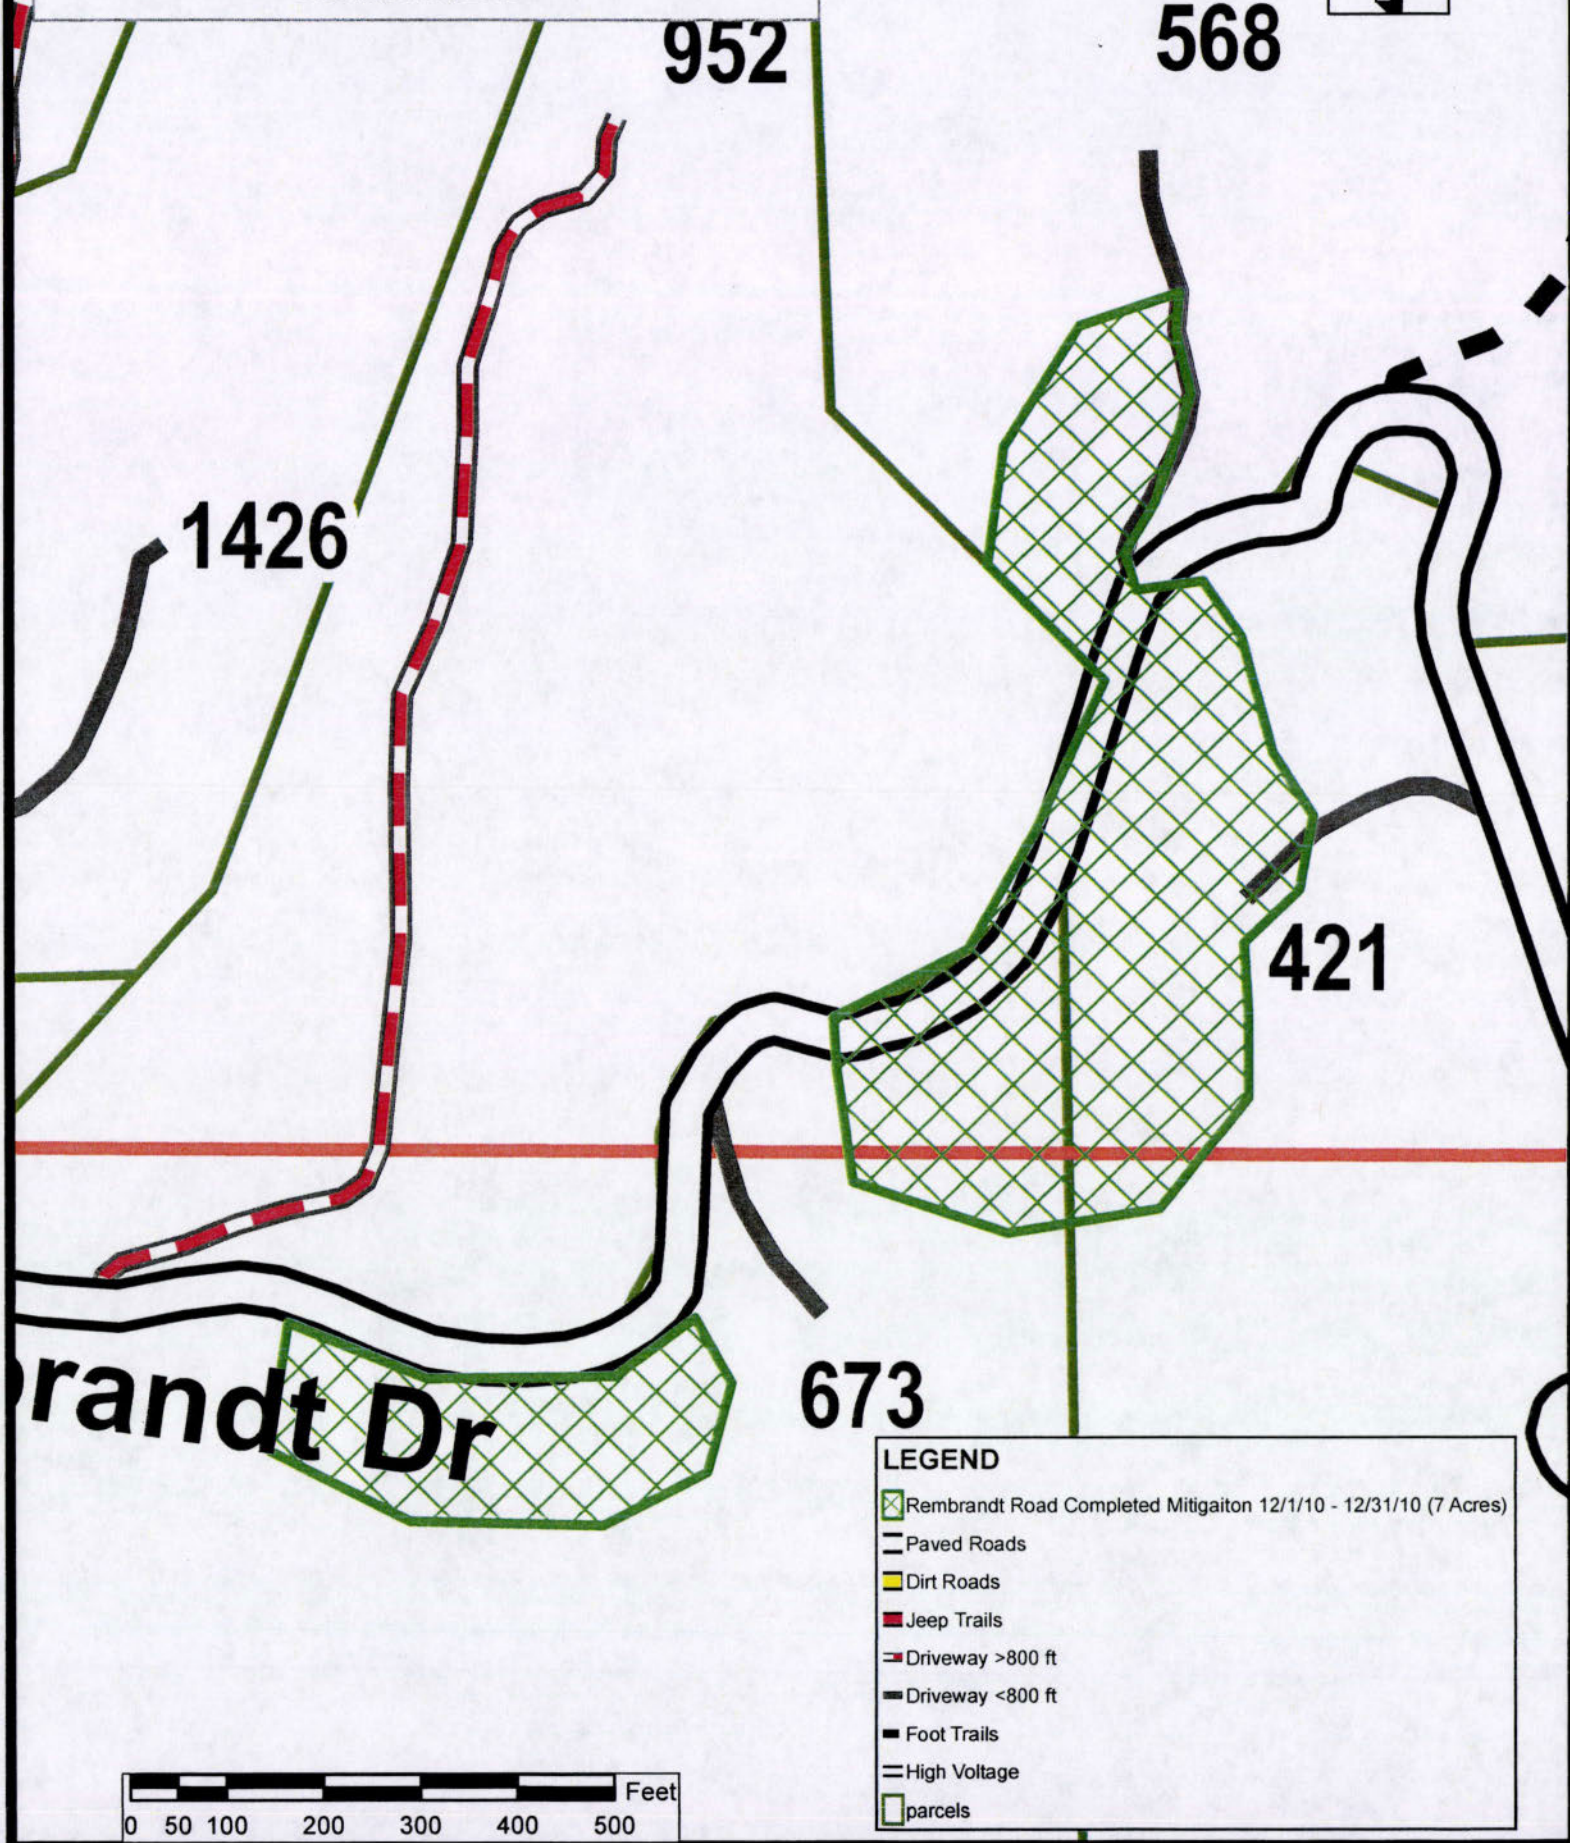 952
568
1426
421
673
brandt Dr
LEGEND
Rembrandt Road Completed Mitigaiton 12/1/10 - 12/31/10 (7 Acres)
Paved Roads
Dirt Roads
Jeep Trails
Driveway >800 ft
Driveway <800 ft
Foot Trails
High Voltage
parcels
Feet
0 50 100 200 300 400 500